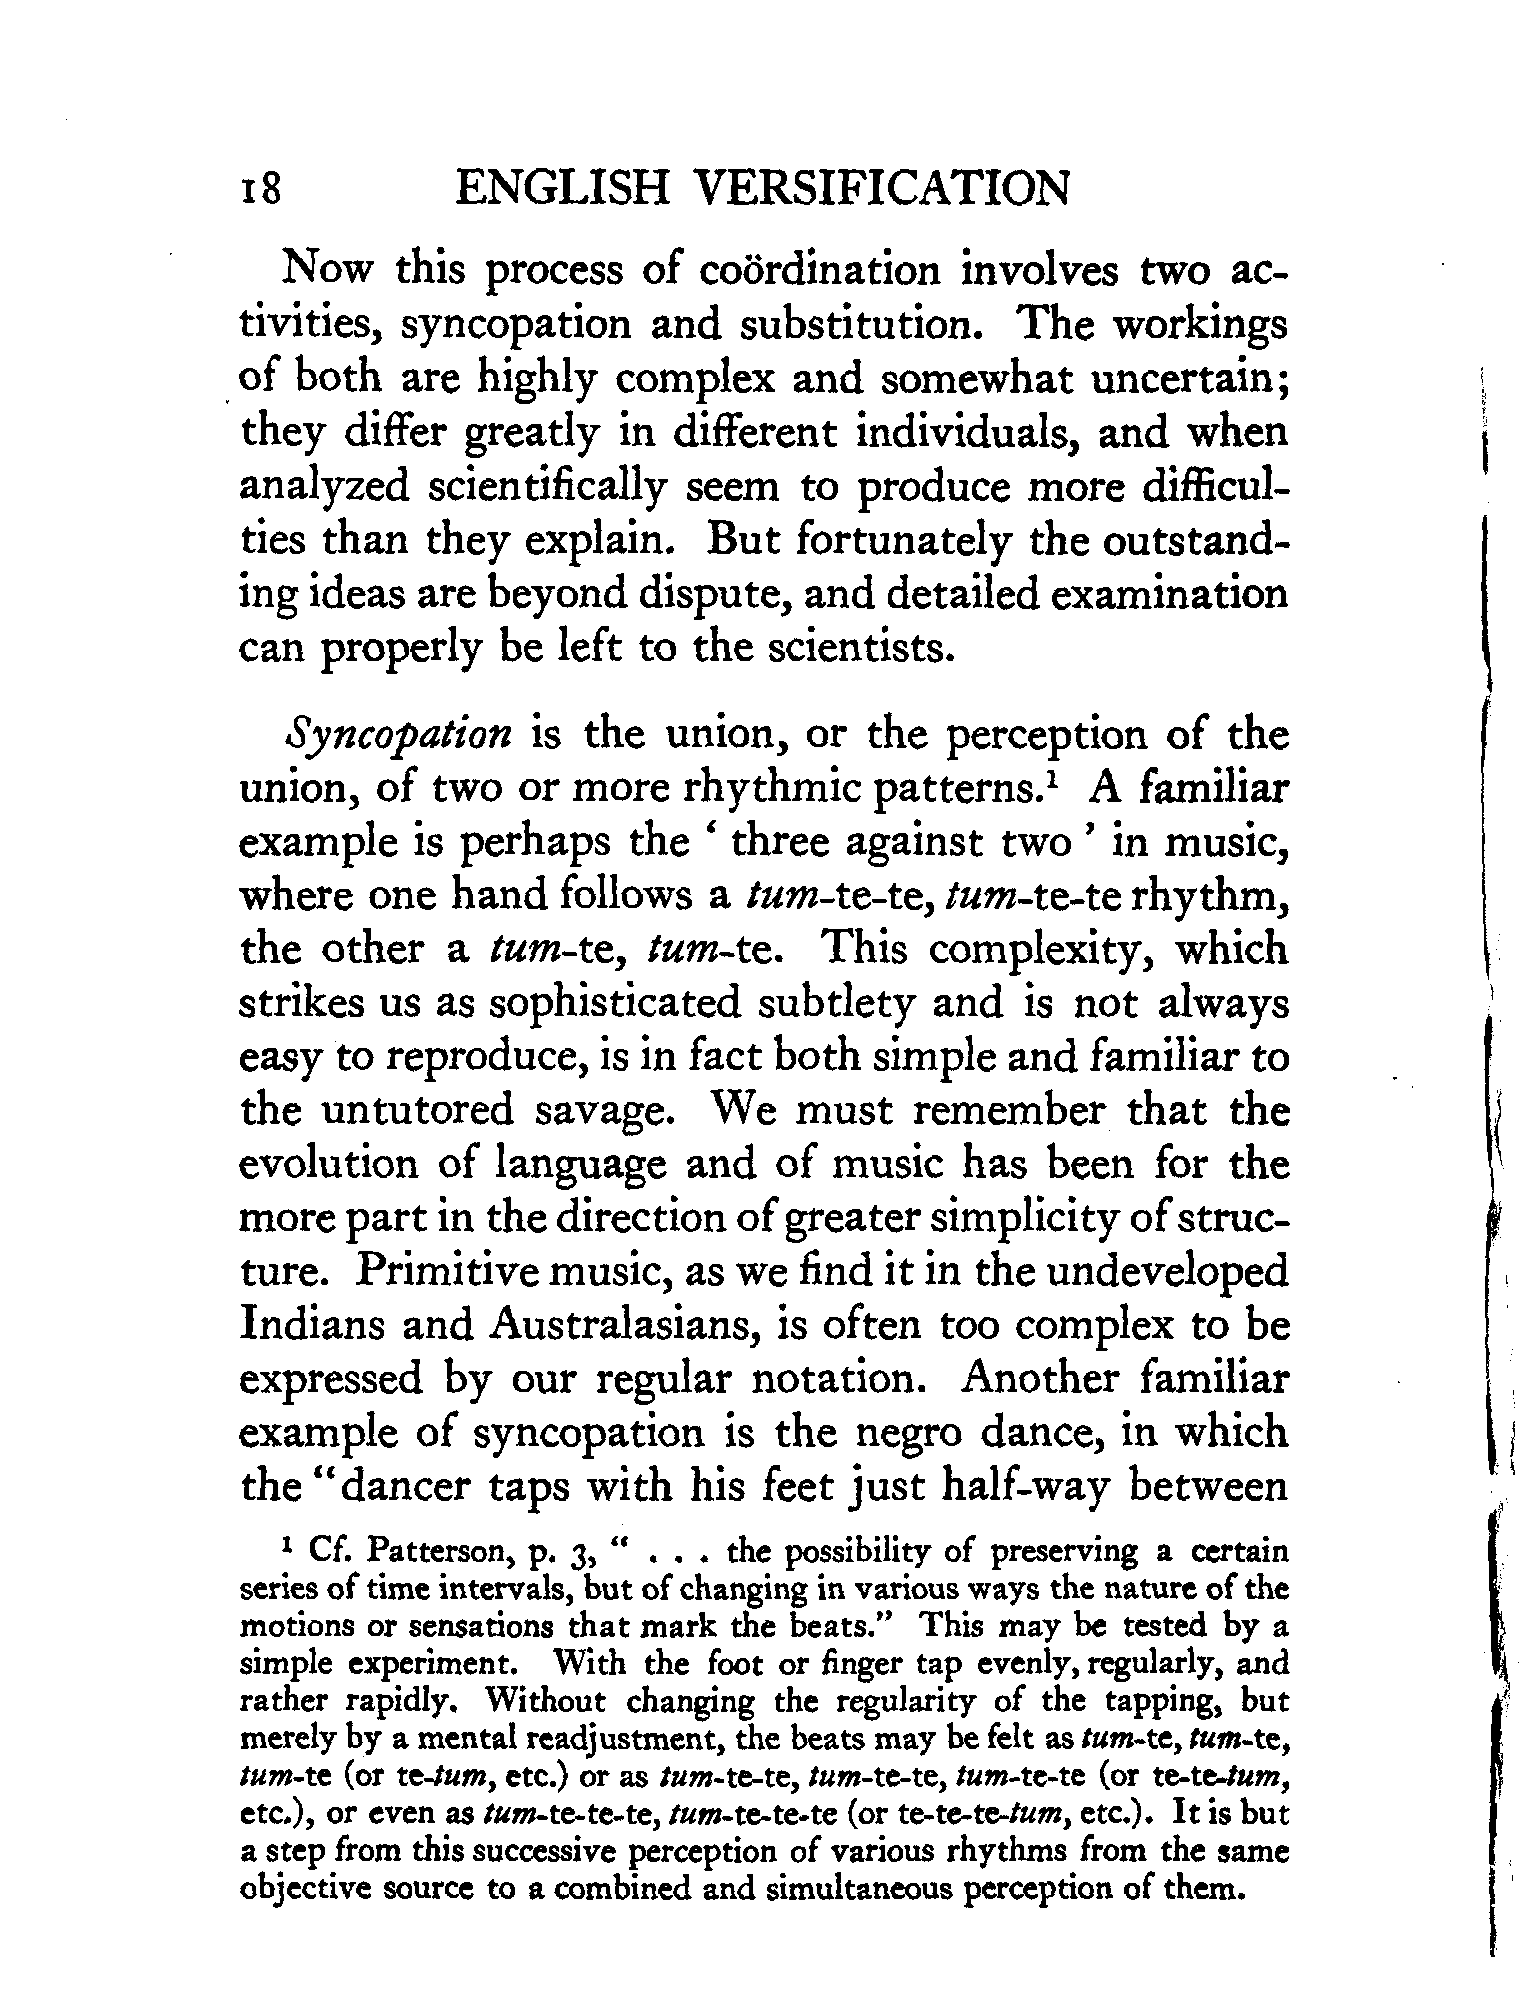 18 ENGLISH VERSIFICATION
Now this process of coördination involves two ac-
tivities, syncopation and substitution. The workings
of both are highly complex and somewhat uncertain;
they differ greatly in different individuals, and when
analyzed scientifically seem to produce more difficul-
ties than they explain. But fortunately the outstand-
ing ideas are beyond dispute, and detailed examination
can properly be left to the scientists.
Syncopation is the union, or the perception of the
union, of two or more rhythmic patterns.¹ A familiar
example is perhaps the ‘ three against two ’ in music,
where one hand follows a tum-te-te, tum-te-te rhythm,
the other a tum-te, tum-te. This complexity, which
strikes us as sophisticated subtlety and is not always
easy to reproduce, is in fact both simple and familiar to
the untutored savage. We must remember that the
evolution of language and of music has been for the
more part in the direction of greater simplicity of struc-
ture. Primitive music, as we find it in the undeveloped
Indians and Australasians, is often too complex to be
expressed by our regular notation. Another familiar
example of syncopation is the negro dance, in which
the “dancer taps with his feet just half-way between
¹ Cf. Patterson, p. 3, “ . . . the possibility of preserving a certain
series of time intervals, but of changing in various ways the nature of the
motions or sensations that mark the beats.” This may be tested by a
simple experiment. With the foot or finger tap evenly, regularly, and
rather rapidly. Without changing the regularity of the tapping, but
merely by a mental readjustment, the beats may be felt as tum-te, tum-te,
tum-te (or te-tum, etc.) or as tum-te-te, tum-te-te, tum-te-te (or te-te-tum,
etc.), or even as tum-te-te-te, tum-te-te-te (or te-te-te-tum, etc.). It is but
a step from this successive perception of various rhythms from the same
objective source to a combined and simultaneous perception of them.